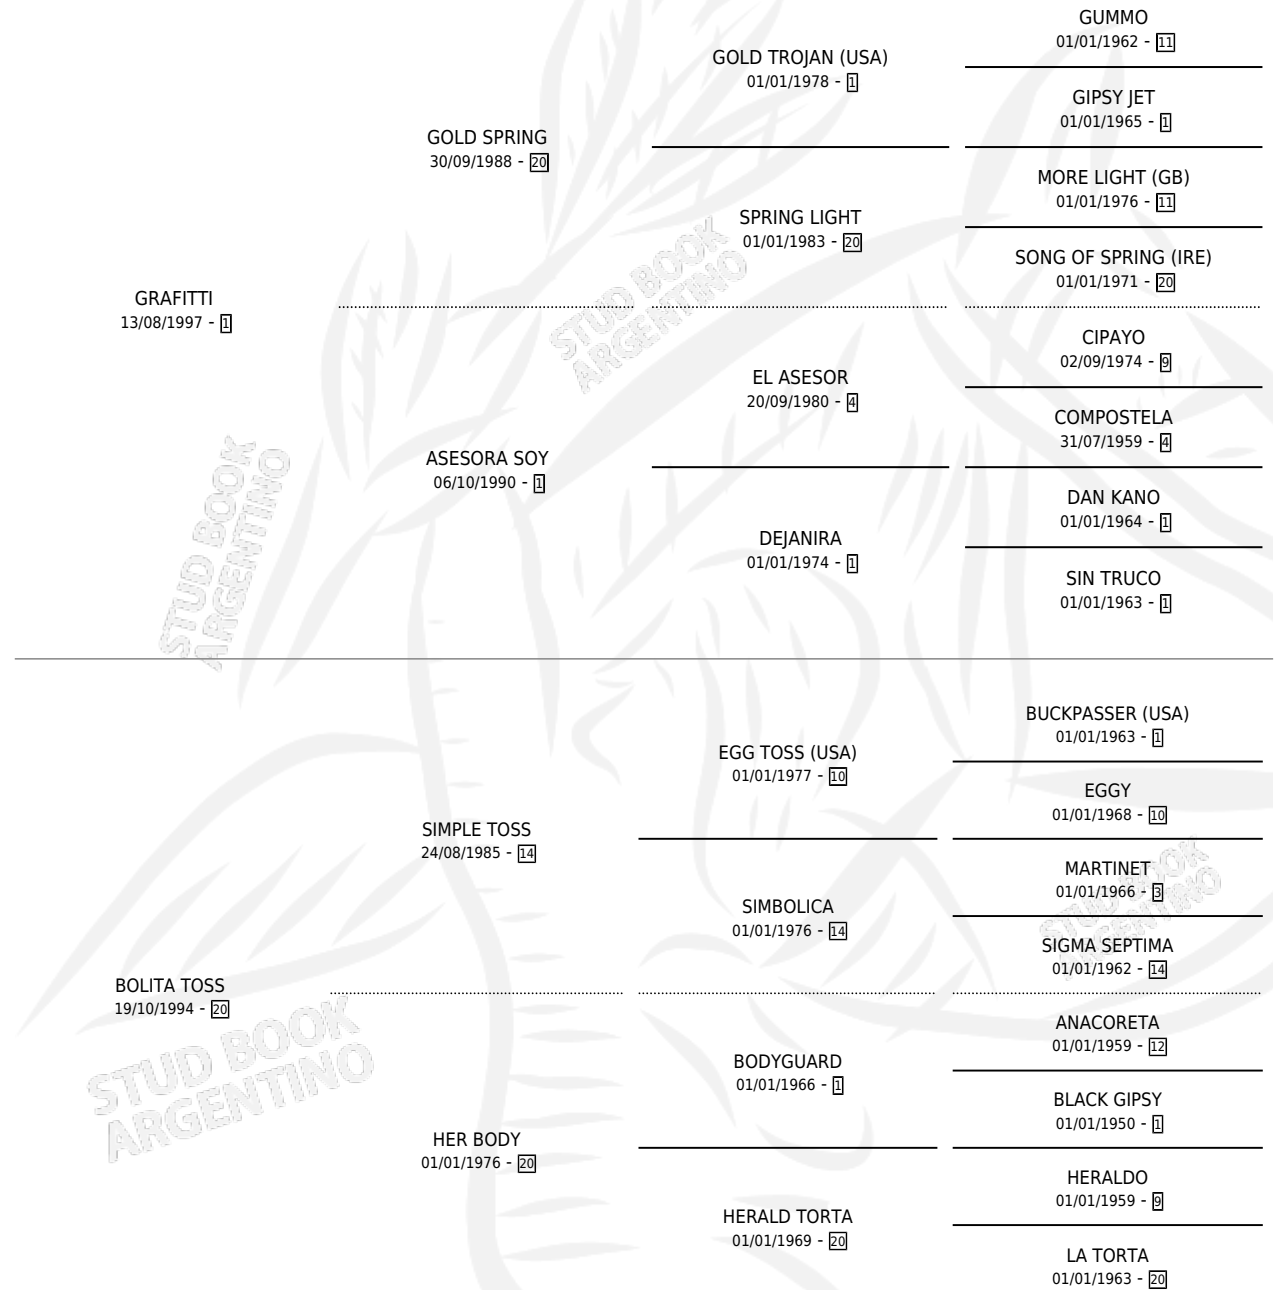 GUMMO
01/01/1962 - 11
GOLD TROJAN (USA)
01/01/1978 - 1
GIPSY JET
01/01/1965 - 1
GOLD SPRING
30/09/1988 - 20
MORE LIGHT (GB)
01/01/1976 - 11
SPRING LIGHT
01/01/1983 - 20
SONG OF SPRING (IRE)
01/01/1971 - 20
GRAFITTI
13/08/1997 - 1
CIPAYO
02/09/1974 - 9
EL ASESOR
20/09/1980 - 4
COMPOSTELA
31/07/1959 - 4
ASESORA SOY
06/10/1990 - 1
DAN KANO
01/01/1964 - 1
DEJANIRA
01/01/1974 - 1
SIN TRUCO
01/01/1963 - 1
STUD BOOK
ARGENTINO
STUD BOOK
ARGENTINO
BUCKPASSER (USA)
01/01/1963 - 1
EGG TOSS (USA)
01/01/1977 - 10
EGGY
01/01/1968 - 10
SIMPLE TOSS
24/08/1985 - 14
MARTINET
01/01/1966 - 3
SIMBOLICA
01/01/1976 - 14
SIGMA SEPTIMA
01/01/1962 - 14
BOLITA TOSS
19/10/1994 - 20
ANACORETA
01/01/1959 - 12
BODYGUARD
01/01/1966 - 1
BLACK GIPSY
01/01/1950 - 1
HER BODY
01/01/1976 - 20
HERALDO
01/01/1959 - 9
HERALD TORTA
01/01/1969 - 20
LA TORTA
01/01/1963 - 20
STUD BOOK
ARGENTINO
STUD BOOK
ARGENTINO